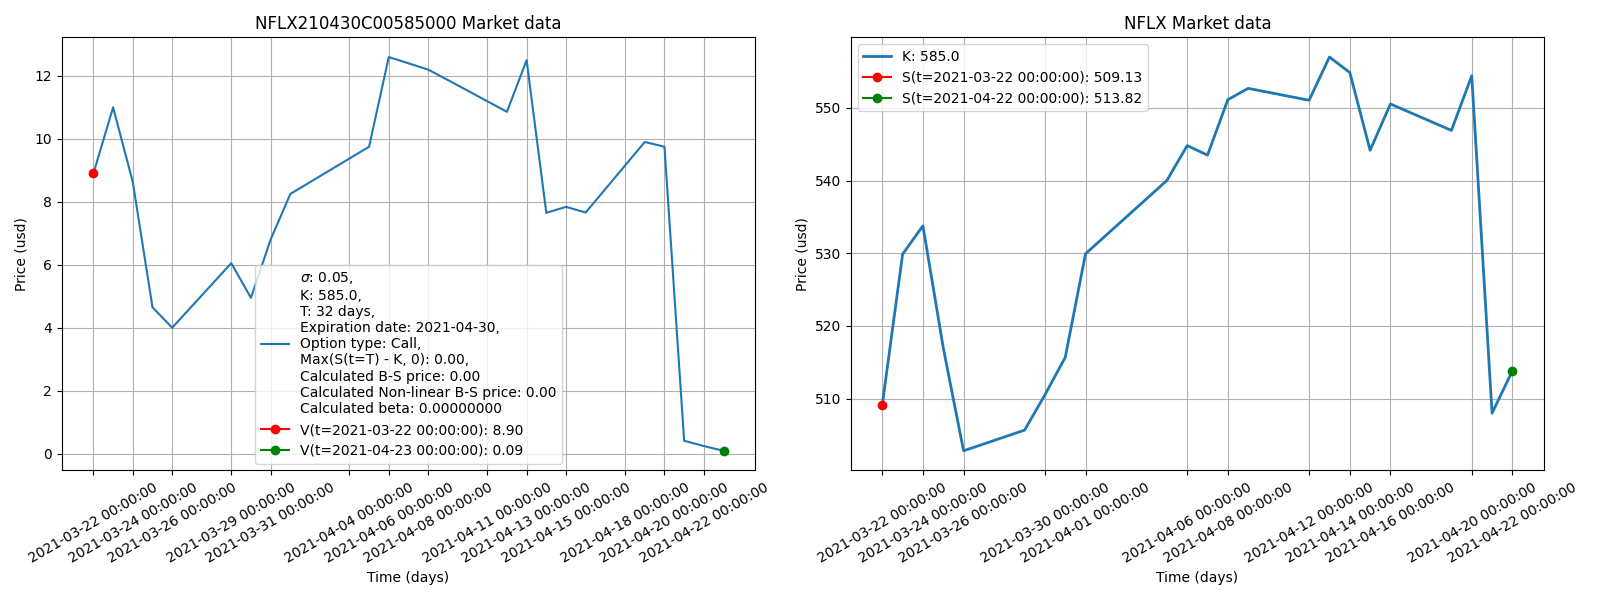 NFLX210430C00585000 Market data
Price (usd)
12
10
8
6
4
2
0
σ: 0.05,
K: 585.0,
T: 32 days,
Expiration date: 2021-04-30,
Option type: Call,
Max(S(t=T) - K, 0): 0.00,
Calculated B-S price: 0.00
Calculated Non-linear B-S price: 0.00
Calculated beta: 0.00000000
V(t=2021-03-22 00:00:00): 8.90
V(t=2021-04-23 00:00:00): 0.09
2021-03-22 00:00:00
2021-03-24 00:00:00
2021-03-26 00:00:00
2021-03-29 00:00:00
2021-03-31 00:00:00
2021-04-04 00:00:00
2021-04-06 00:00:00
2021-04-08 00:00:00
2021-04-11 00:00:00
2021-04-13 00:00:00
2021-04-15 00:00:00
2021-04-18 00:00:00
2021-04-20 00:00:00
2021-04-22 00:00:00
Time (days)
NFLX Market data
Price (usd)
550
540
530
520
510
K: 585.0
S(t=2021-03-22 00:00:00): 509.13
S(t=2021-04-22 00:00:00): 513.82
2021-03-22 00:00:00
2021-03-24 00:00:00
2021-03-26 00:00:00
2021-03-30 00:00:00
2021-04-01 00:00:00
2021-04-06 00:00:00
2021-04-08 00:00:00
2021-04-12 00:00:00
2021-04-14 00:00:00
2021-04-16 00:00:00
2021-04-20 00:00:00
2021-04-22 00:00:00
Time (days)